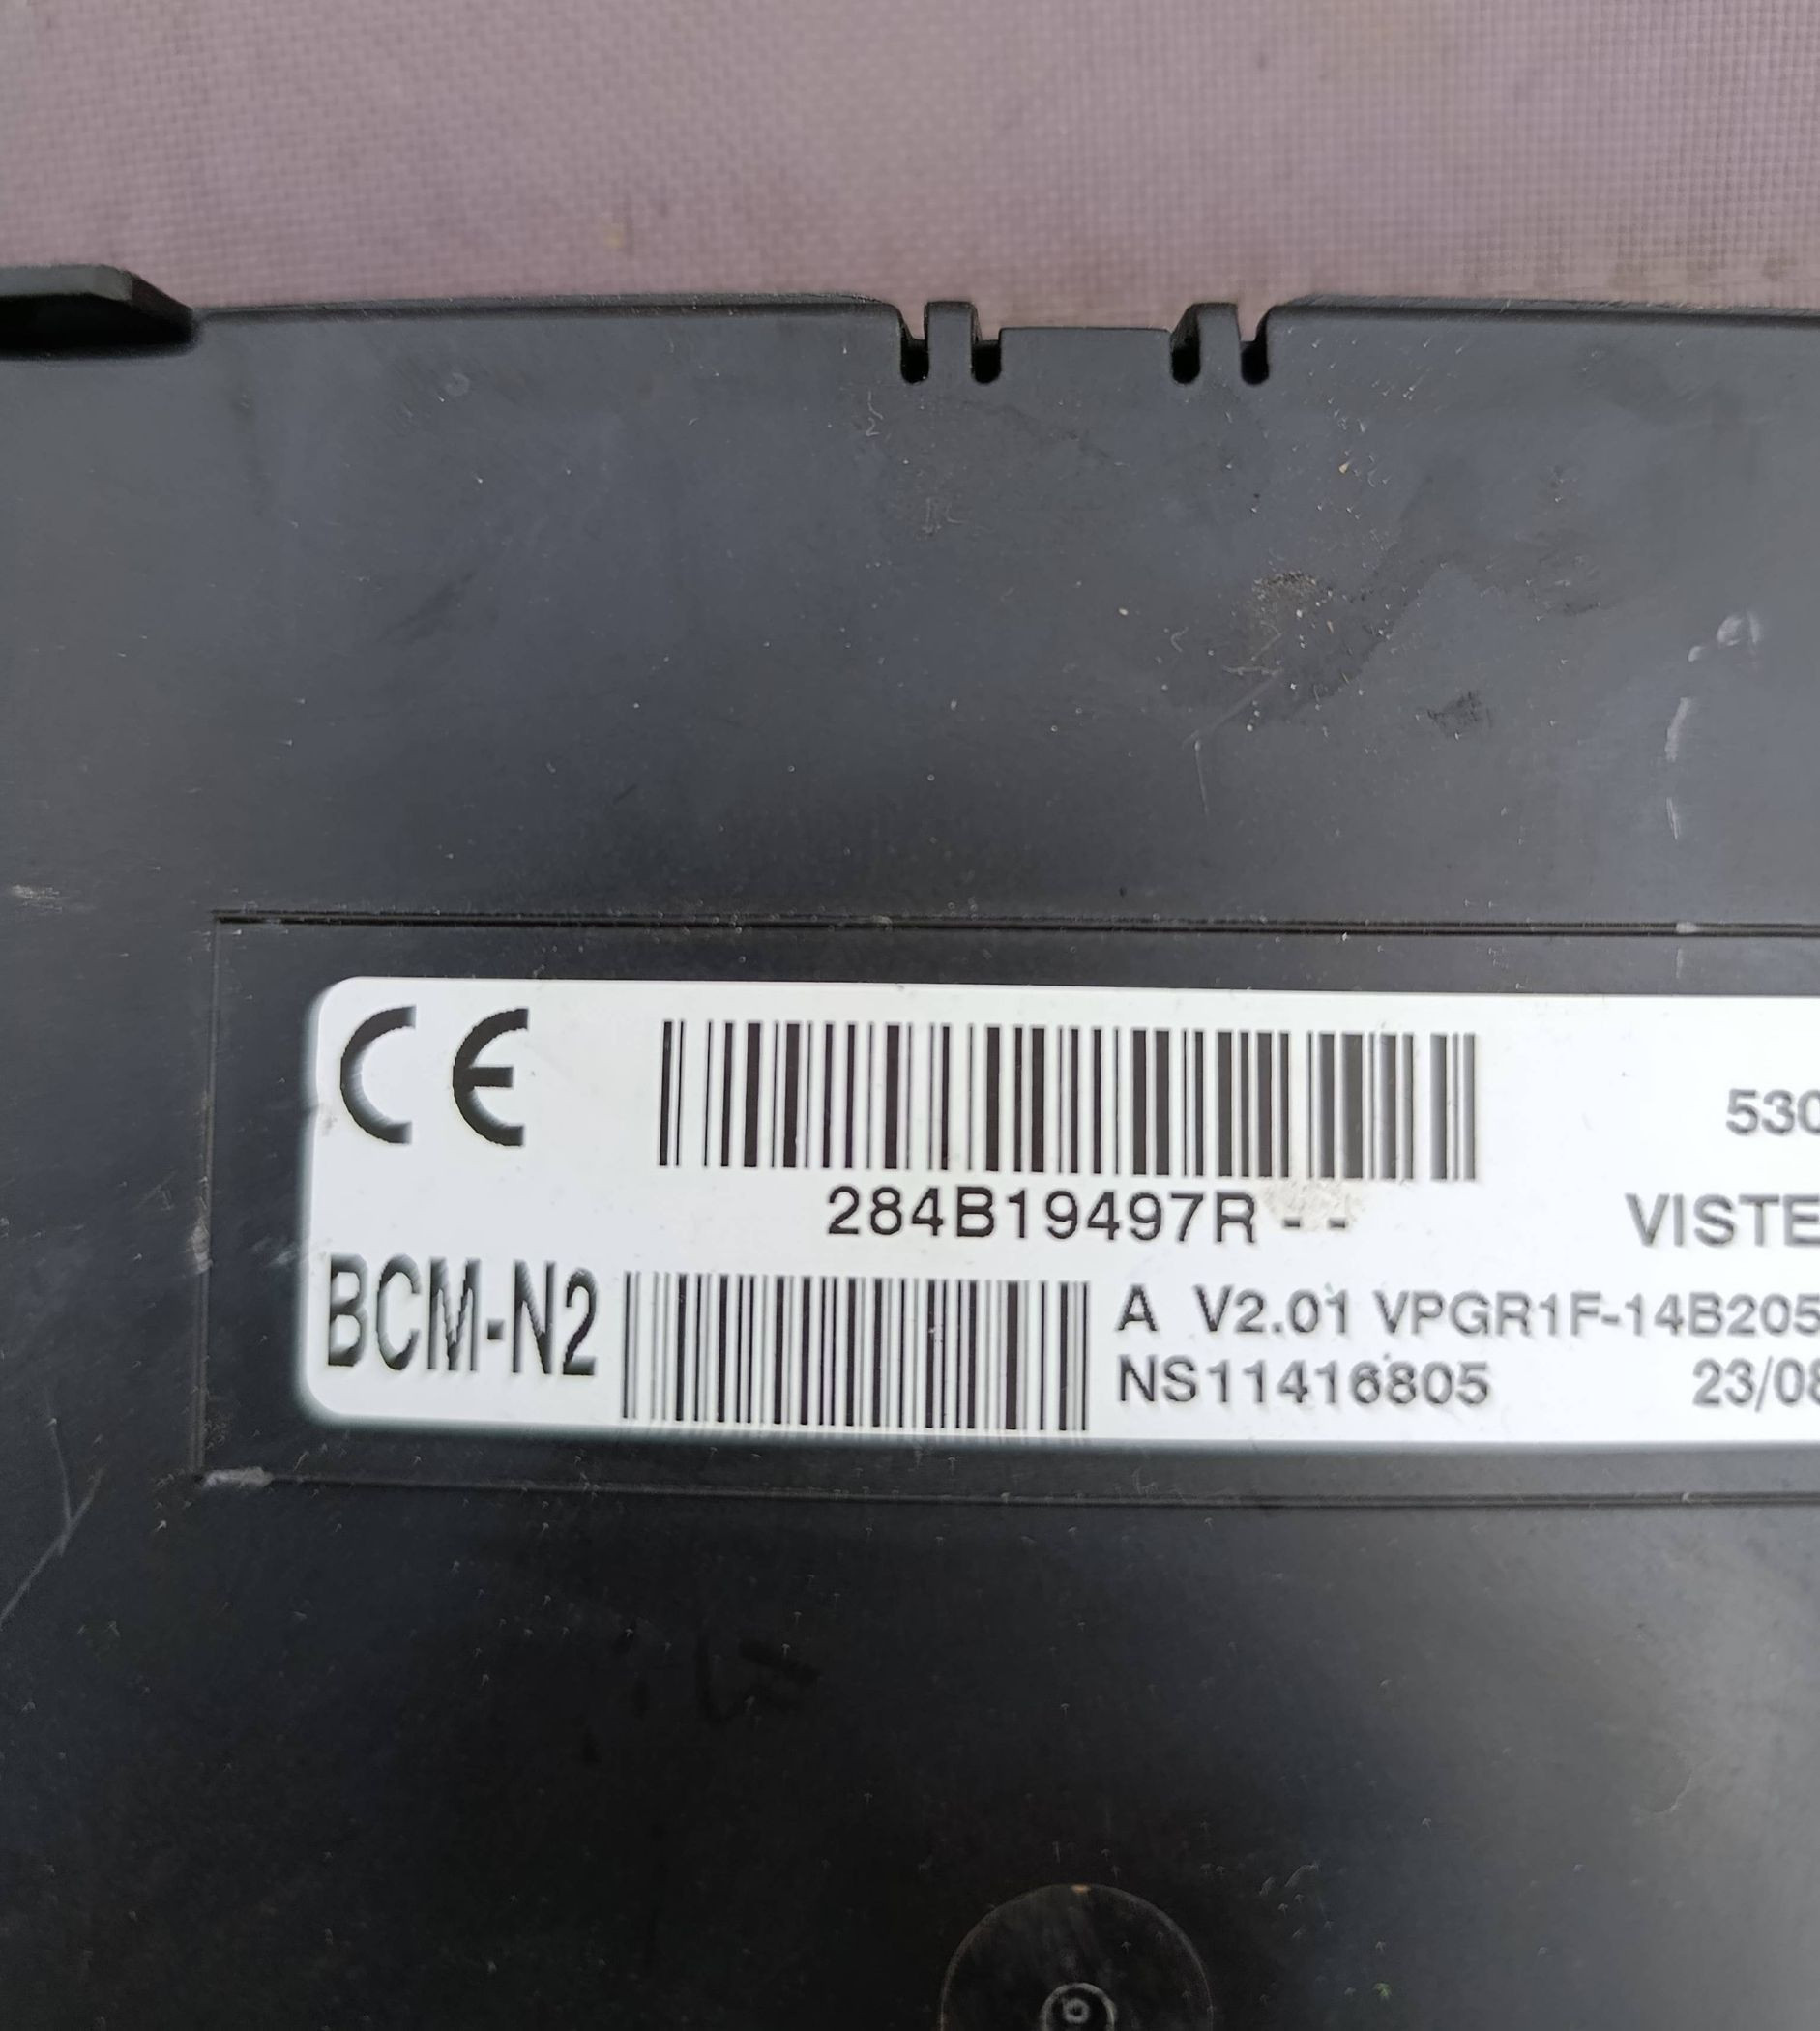 CE
530
284B19497R--
VISTE
BCM-N2
A V2.01 VPGR1F-14B205
NS11416805 23/08